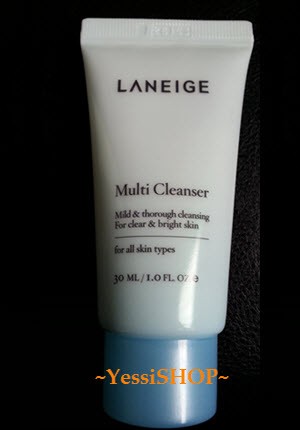 LANEIGE
Multi Cleanser
Mild & thorough cleansing
For clear & bright skin
for all skin types
30 ML / 1.0 FL. OZ. e
~YessiSHOP~